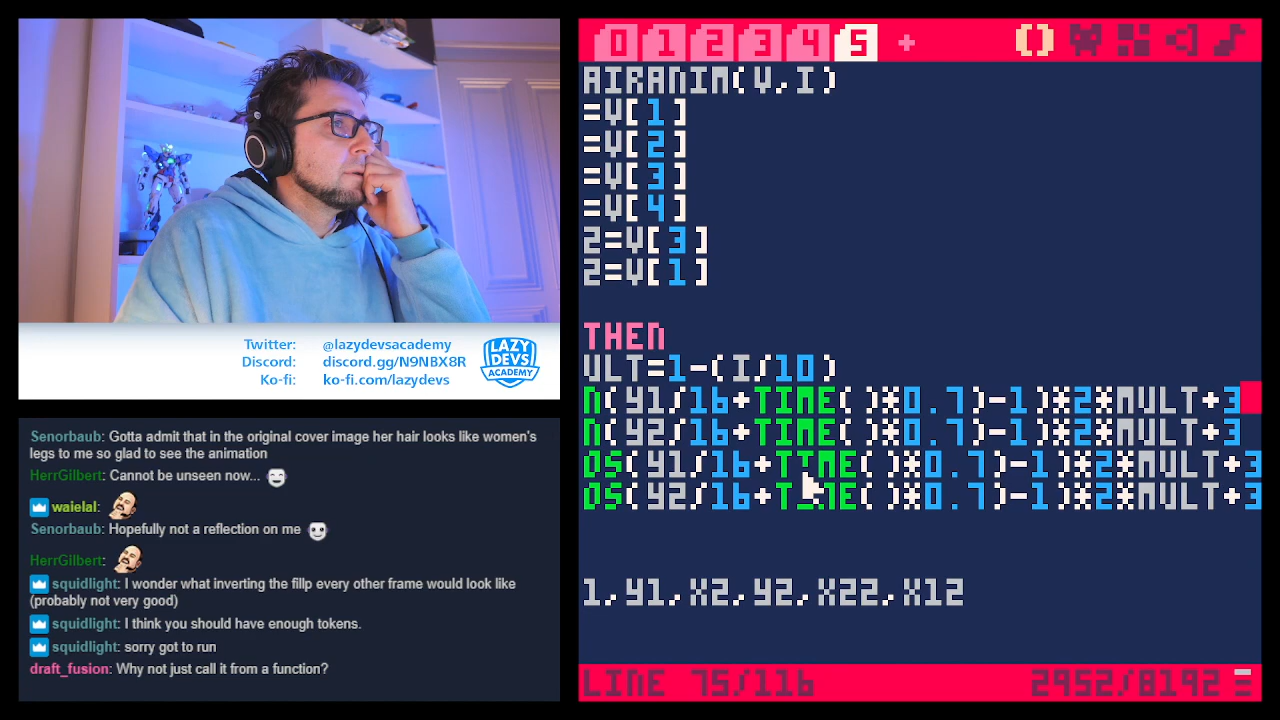 Twitter: @lazydevsacademy
Discord: discord.gg/N9NBX8R
Ko-fi: ko-fi.com/lazydevs
LAZY
DEVS
ACADEMY
Senorbaub: Gotta admit that in the original cover image her hair looks like women's
legs to me so glad to see the animation
HerrGilbert: Cannot be unseen now...
waielal:
Senorbaub: Hopefully not a reflection on me
HerrGilbert:
squidlight: I wonder what inverting the fillp every other frame would look like
(probably not very good)
squidlight: I think you should have enough tokens.
squidlight: sorry got to run
draft_fusion: Why not just call it from a function?
0 1 2 3 4 5 +
AIRANIM(V,I)
=V[1]
=V[2]
=V[3]
=V[4]
2=V[3]
2=V[1]
THEN
ULT=1-(I/10)
N(Y1/16+TIME()*0.7)-1)*2*MULT+3
N(Y2/16+TIME()*0.7)-1)*2*MULT+3
OS(Y1/16+TIME()*0.7)-1)*2*MULT+3
OS(Y2/16+TIME()*0.7)-1)*2*MULT+3
1,Y1,X2,Y2,X22,X12
LINE 75/116
2952/8192